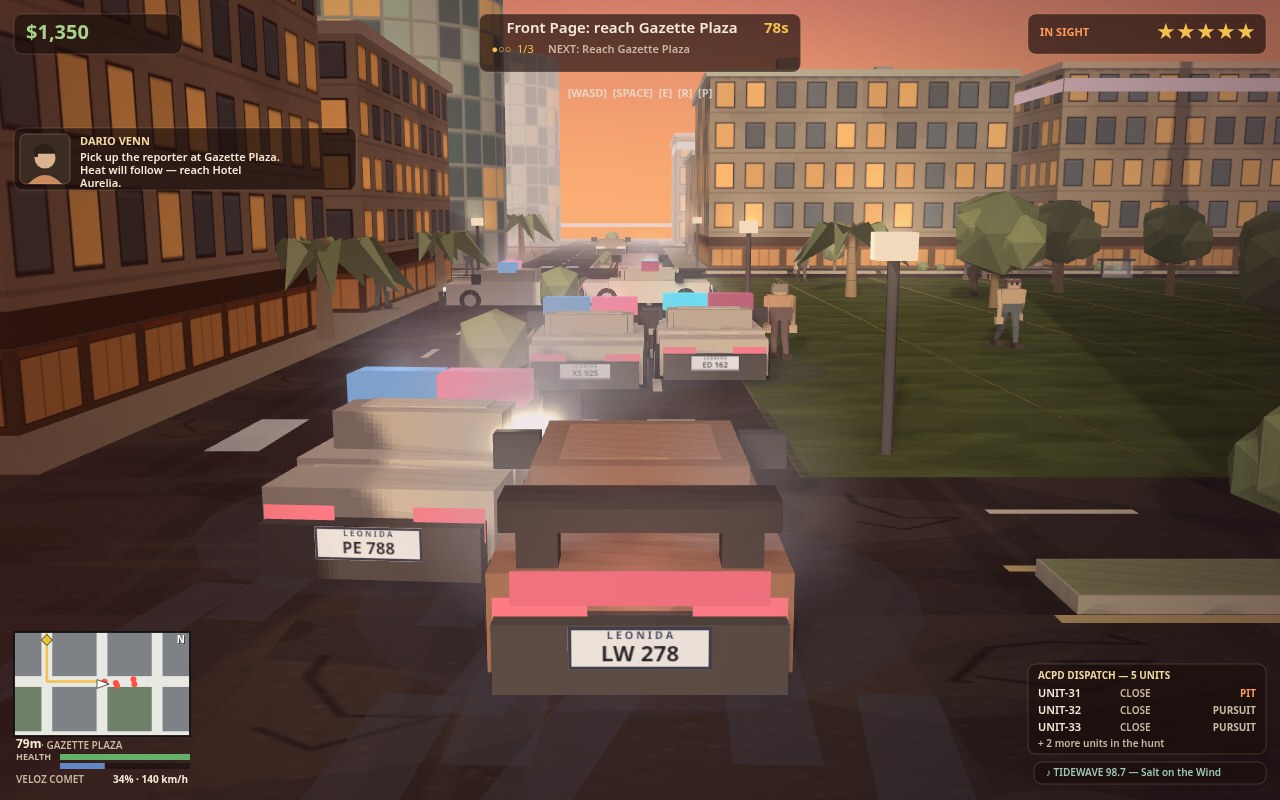 $1,350
Front Page: reach Gazette Plaza 78s
●○○ 1/3 NEXT: Reach Gazette Plaza
IN SIGHT ★★★★★
[WASD] [SPACE] [E] [R] [P]
DARIO VENN
Pick up the reporter at Gazette Plaza.
Heat will follow — reach Hotel
Aurelia.
LEONIDA
XS 925
LEONIDA
ED 162
LEONIDA
PE 788
LEONIDA
LW 278
N
79m · GAZETTE PLAZA
HEALTH
VELOZ COMET 34% · 140 km/h
ACPD DISPATCH — 5 UNITS
UNIT-31 CLOSE PIT
UNIT-32 CLOSE PURSUIT
UNIT-33 CLOSE PURSUIT
+ 2 more units in the hunt
♪ TIDEWAVE 98.7 — Salt on the Wind